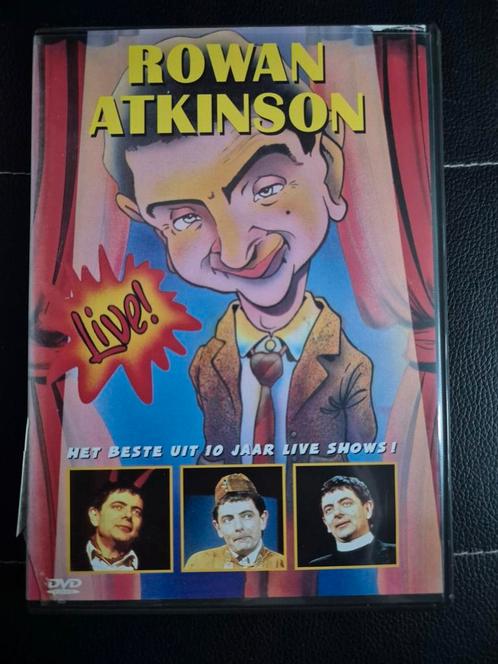 ROWAN
ATKINSON
Live!
HET BESTE UIT 10 JAAR LIVE SHOWS!
DVD